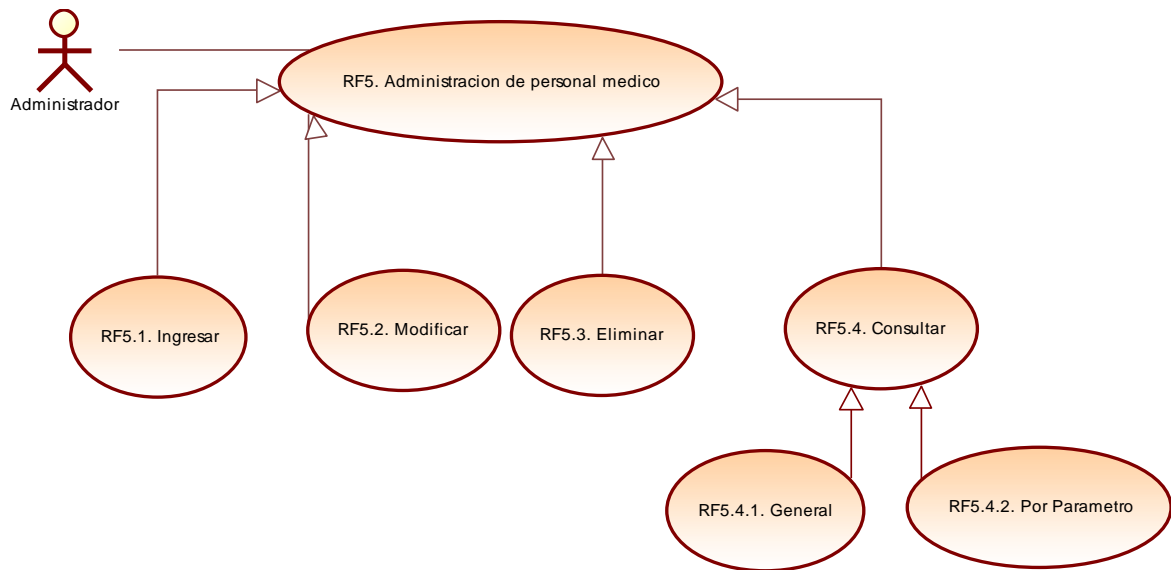 RF5. Administracion de personal medico
Administrador
RF5.1. Ingresar
RF5.2. Modificar
RF5.3. Eliminar
RF5.4. Consultar
RF5.4.1. General
RF5.4.2. Por Parametro